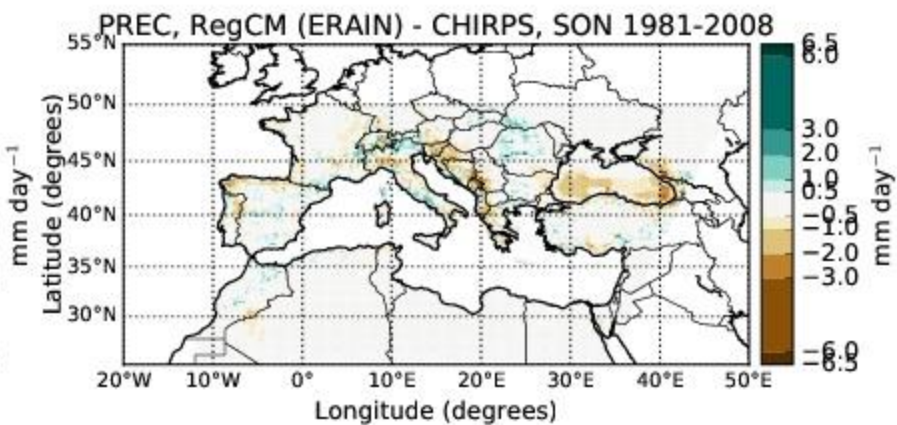 PREC, RegCM (ERAIN) - CHIRPS, SON 1981-2008
55°N
50°N
45°N
40°N
35°N
30°N
20°W 10°W 0° 10°E 20°E 30°E 40°E 50°E
Longitude (degrees)
Latitude (degrees)
mm day⁻¹
6.5
6.0
3.0
2.0
1.0
0.5
−0.5
−1.0
−2.0
−3.0
−6.0
−6.5
mm day⁻¹